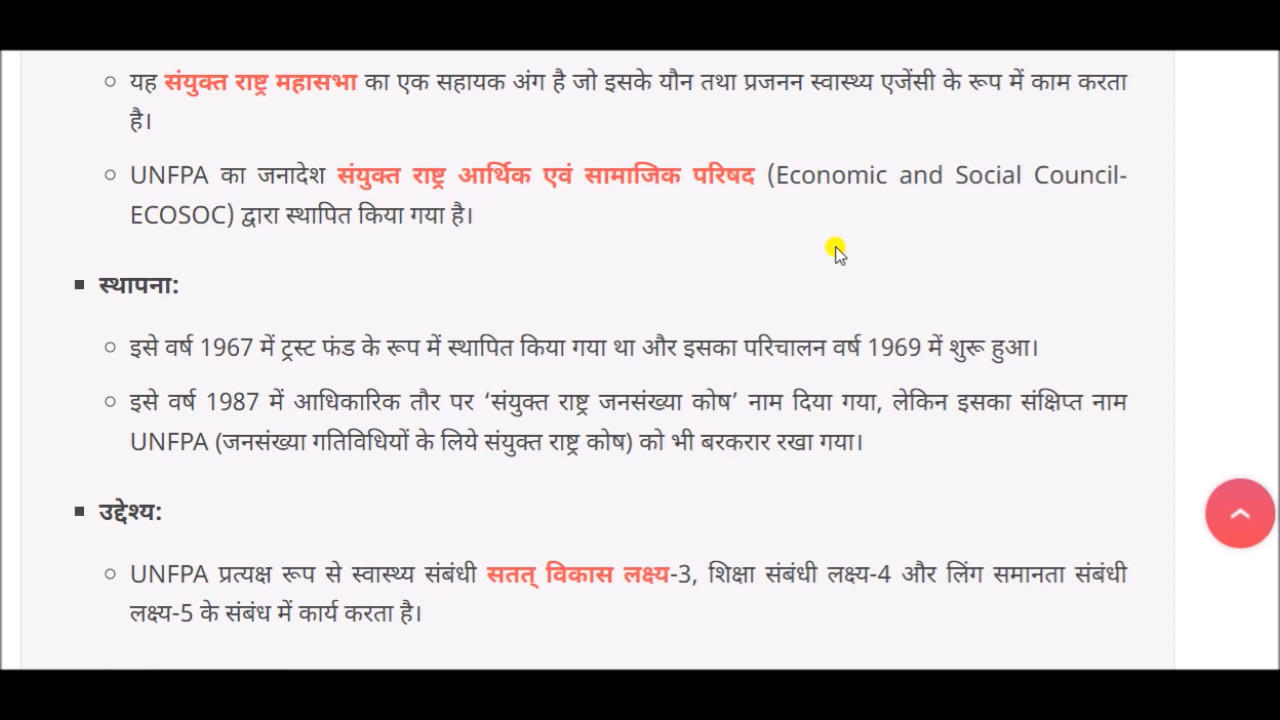 यह संयुक्त राष्ट्र महासभा का एक सहायक अंग है जो इसके यौन तथा प्रजनन स्वास्थ्य एजेंसी के रूप में काम करता
है।
UNFPA का जनादेश संयुक्त राष्ट्र आर्थिक एवं सामाजिक परिषद (Economic and Social Council-
ECOSOC) द्वारा स्थापित किया गया है।
स्थापना:
इसे वर्ष 1967 में ट्रस्ट फंड के रूप में स्थापित किया गया था और इसका परिचालन वर्ष 1969 में शुरू हुआ।
इसे वर्ष 1987 में आधिकारिक तौर पर ‘संयुक्त राष्ट्र जनसंख्या कोष’ नाम दिया गया, लेकिन इसका संक्षिप्त नाम
UNFPA (जनसंख्या गतिविधियों के लिये संयुक्त राष्ट्र कोष) को भी बरकरार रखा गया।
उद्देश्य:
UNFPA प्रत्यक्ष रूप से स्वास्थ्य संबंधी सतत् विकास लक्ष्य-3, शिक्षा संबंधी लक्ष्य-4 और लिंग समानता संबंधी
लक्ष्य-5 के संबंध में कार्य करता है।